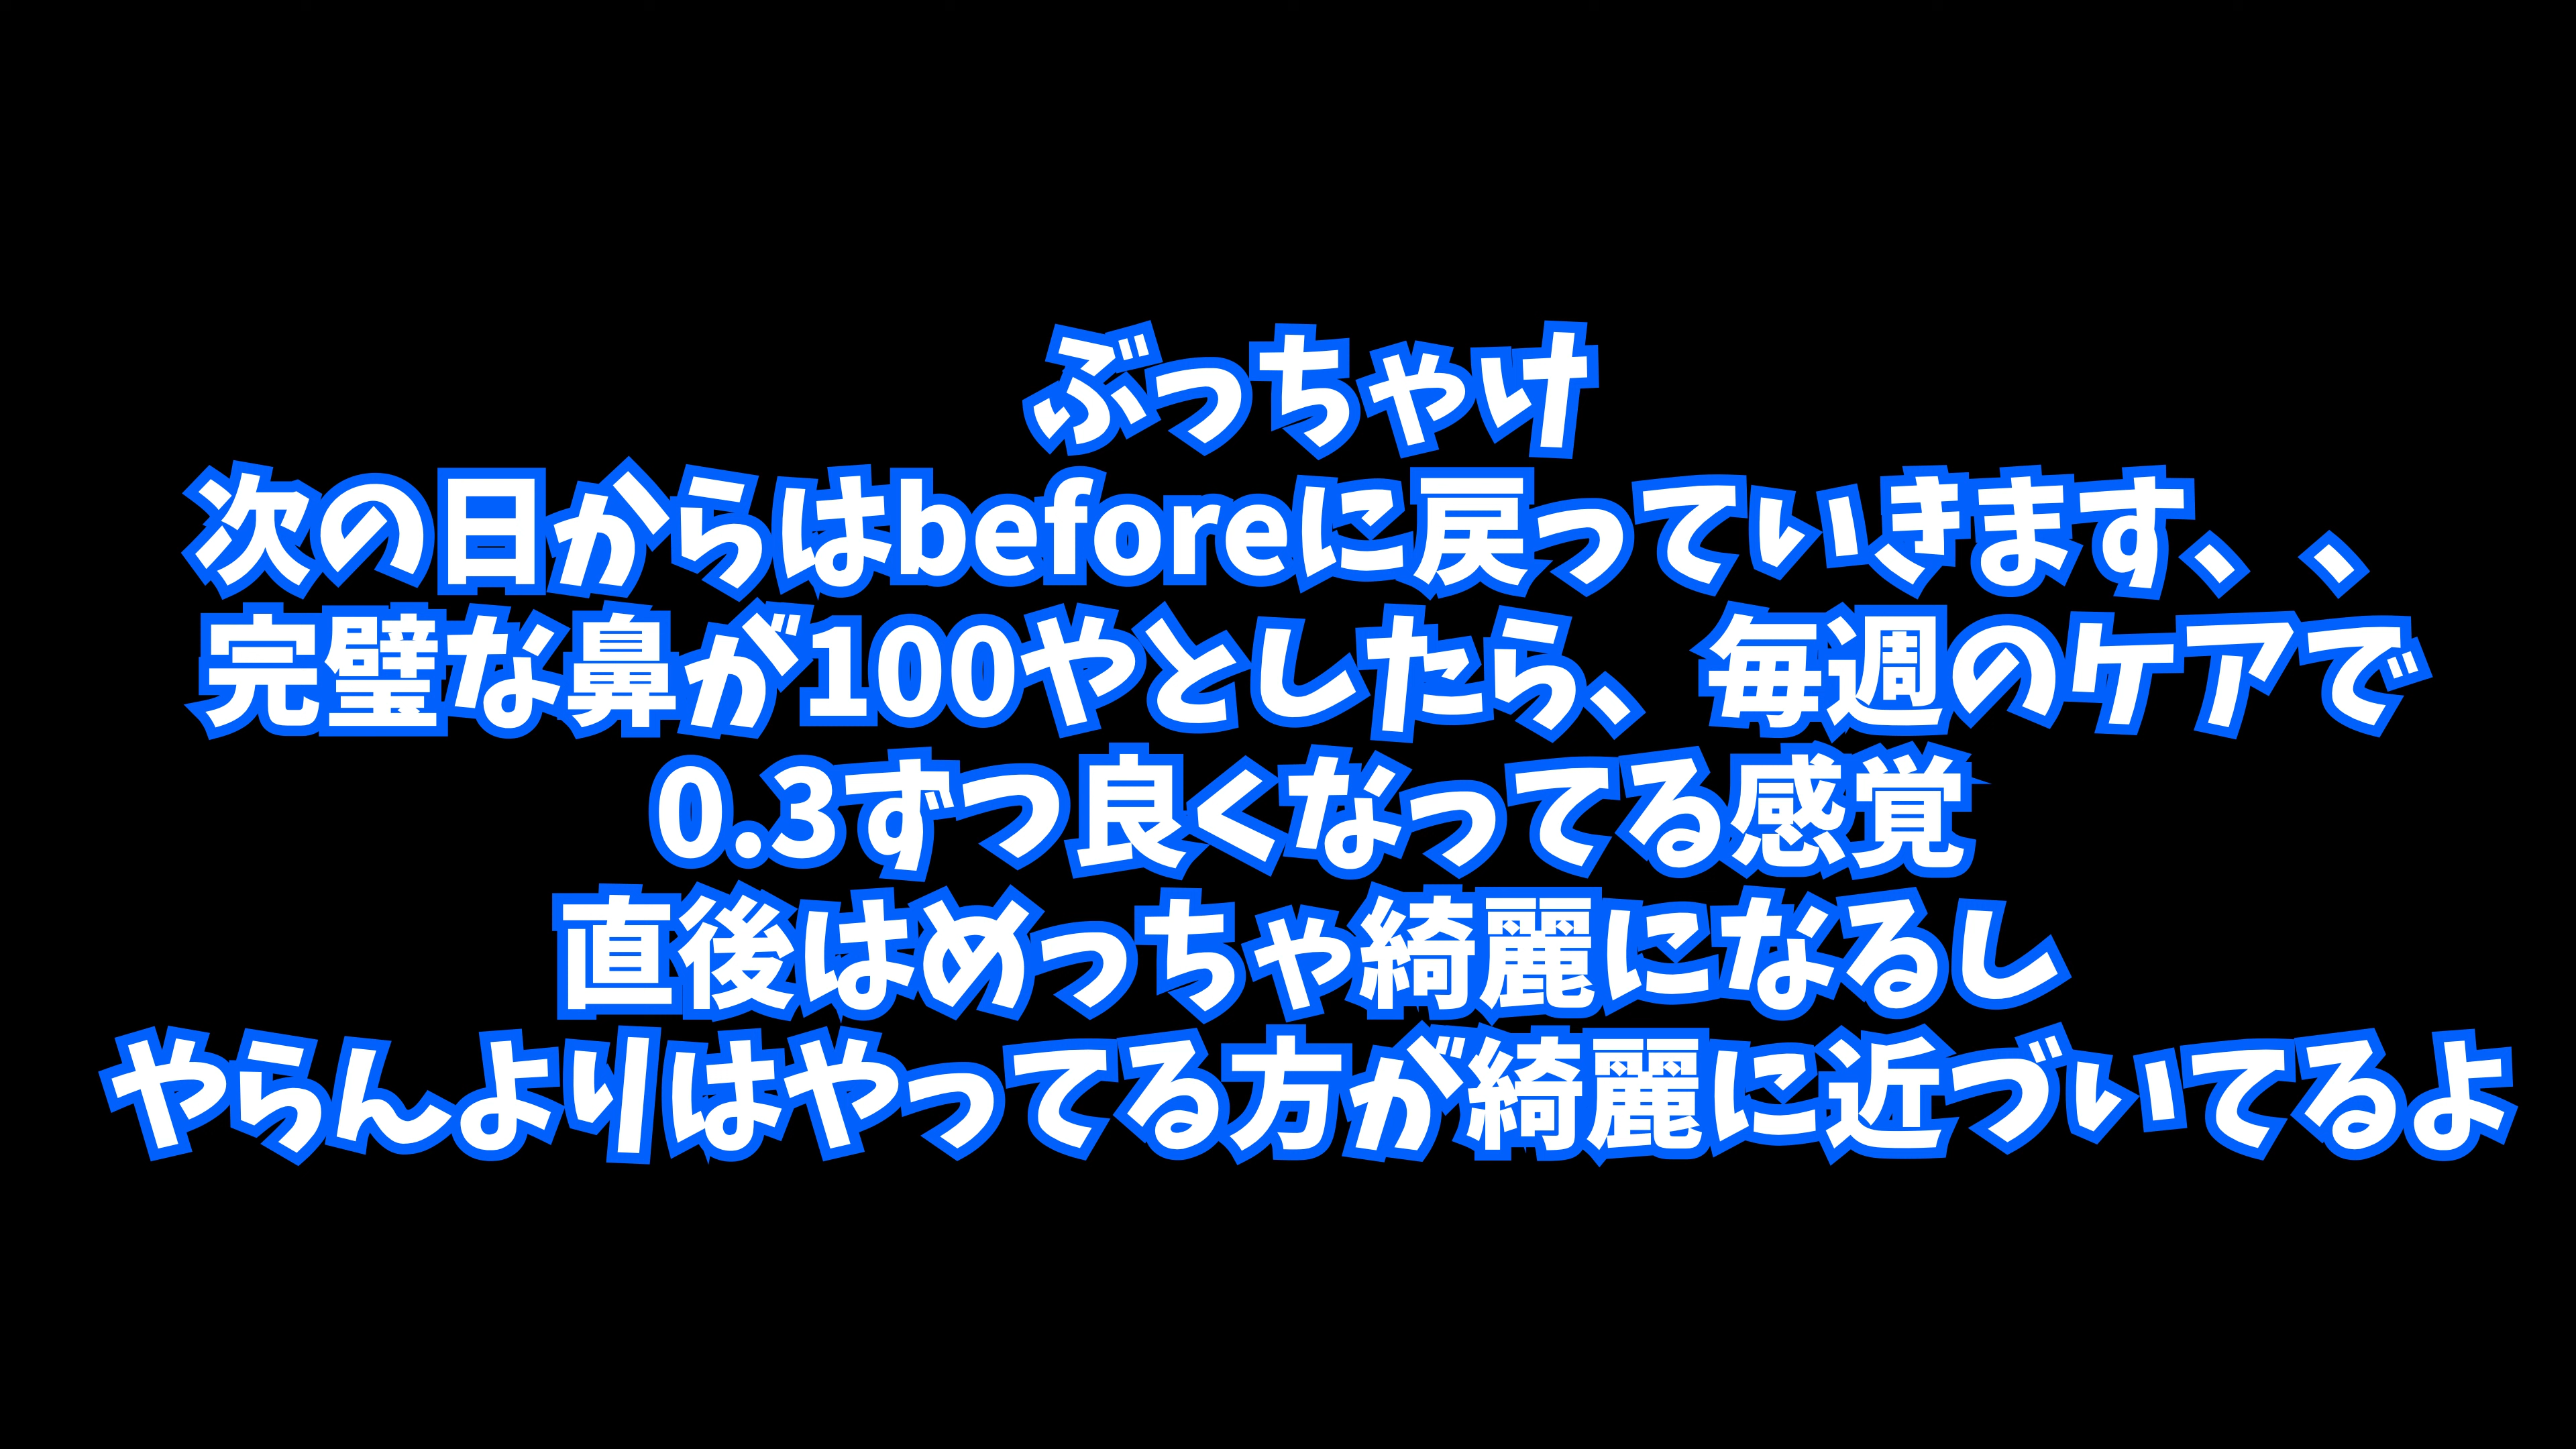 ぶっちゃけ
次の日からはbeforeに戻っていきます、、
完璧な鼻が100やとしたら、毎週のケアで
0.3ずつ良くなってる感覚
直後はめっちゃ綺麗になるし
やらんよりはやってる方が綺麗に近づいてるよ